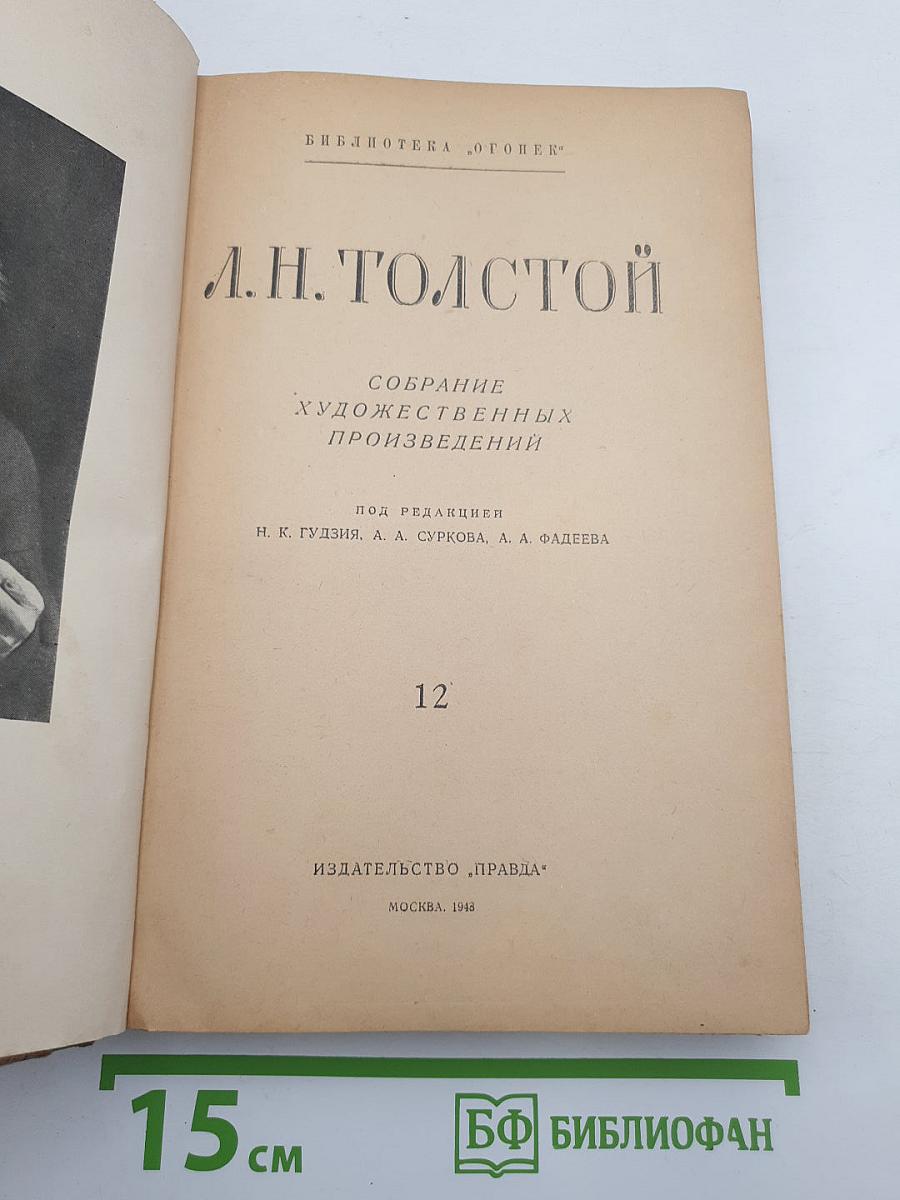 БИБЛИОТЕКА „ОГОНЕК“
Л. Н. ТОЛСТОЙ
СОБРАНИЕ
ХУДОЖЕСТВЕННЫХ
ПРОИЗВЕДЕНИЙ
ПОД РЕДАКЦИЕЙ
Н. К. ГУДЗИЯ, А. А. СУРКОВА, А. А. ФАДЕЕВА
12
ИЗДАТЕЛЬСТВО „ПРАВДА“
МОСКВА. 1948
15 см
БФ БИБЛИОФАН